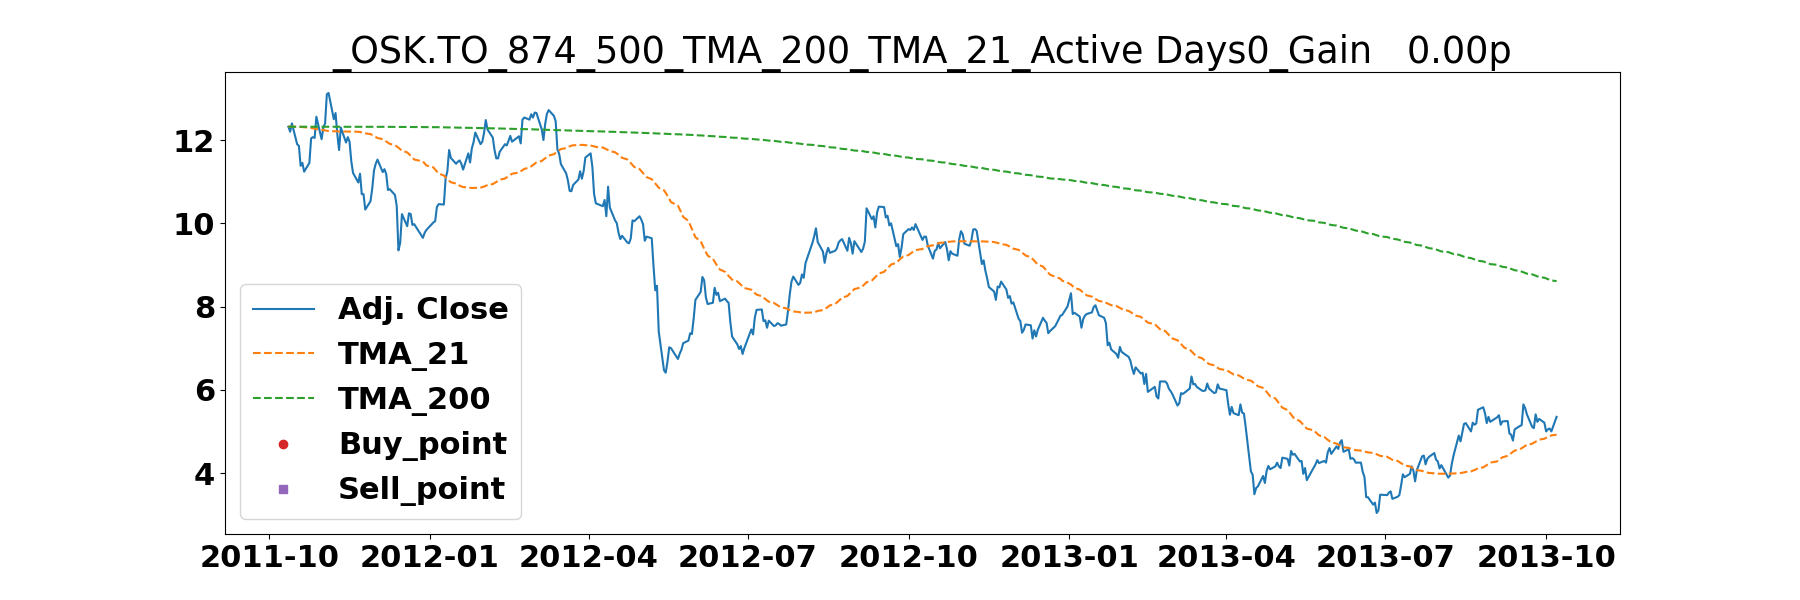 _OSK.TO_874_500_TMA_200_TMA_21_Active Days0_Gain   0.00p
12
10
8
6
4
Adj. Close
TMA_21
TMA_200
Buy_point
Sell_point
2011-10 2012-01 2012-04 2012-07 2012-10 2013-01 2013-04 2013-07 2013-10